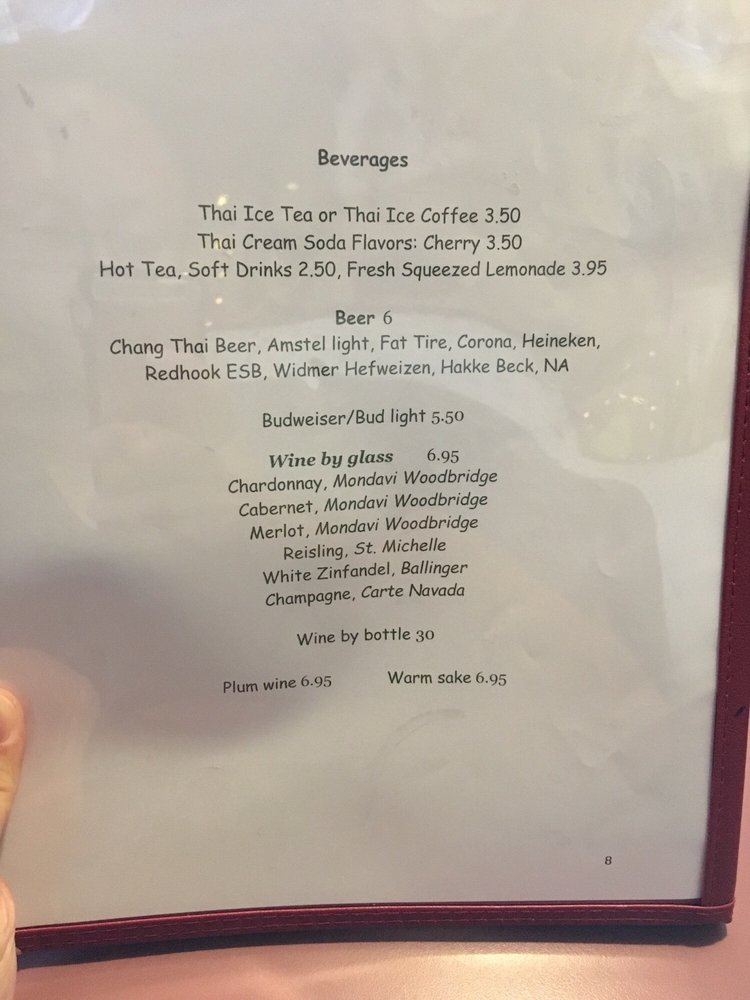 Beverages
Thai Ice Tea or Thai Ice Coffee 3.50
Thai Cream Soda Flavors: Cherry 3.50
Hot Tea, Soft Drinks 2.50, Fresh Squeezed Lemonade 3.95
Beer 6
Chang Thai Beer, Amstel light, Fat Tire, Corona, Heineken,
Redhook ESB, Widmer Hefweizen, Hakke Beck, NA
Budweiser/Bud light 5.50
Wine by glass 6.95
Chardonnay, Mondavi Woodbridge
Cabernet, Mondavi Woodbridge
Merlot, Mondavi Woodbridge
Reisling, St. Michelle
White Zinfandel, Ballinger
Champagne, Carte Navada
Wine by bottle 30
Plum wine 6.95 Warm sake 6.95
8